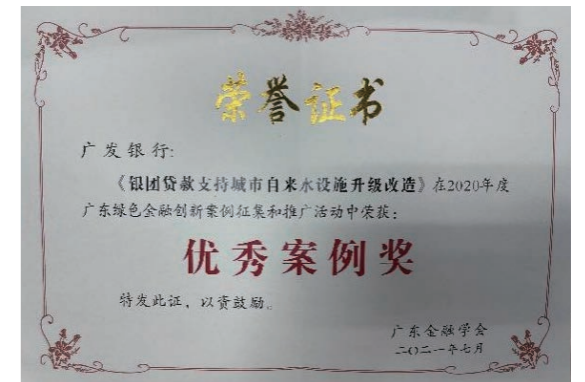 荣誉证书
广发银行:
《银团贷款支持城市自来水设施升级改造》在2020年度
广东绿色金融创新案例征集和推广活动中荣获:
优秀案例奖
特发此证，以资鼓励。
广东金融学会
二〇二一年七月